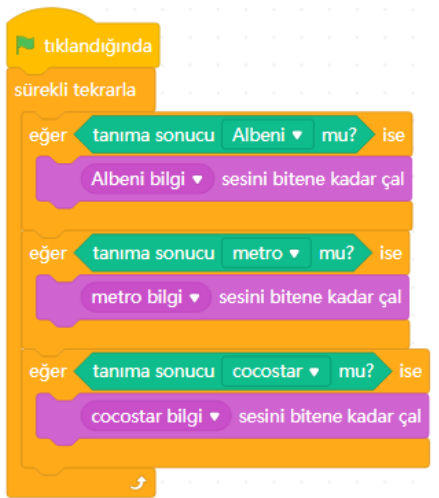 tıklandığında
sürekli tekrarla
eğer tanıma sonucu Albeni mu? ise
Albeni bilgi sesini bitene kadar çal
eğer tanıma sonucu metro mu? ise
metro bilgi sesini bitene kadar çal
eğer tanıma sonucu cocostar mu? ise
cocostar bilgi sesini bitene kadar çal